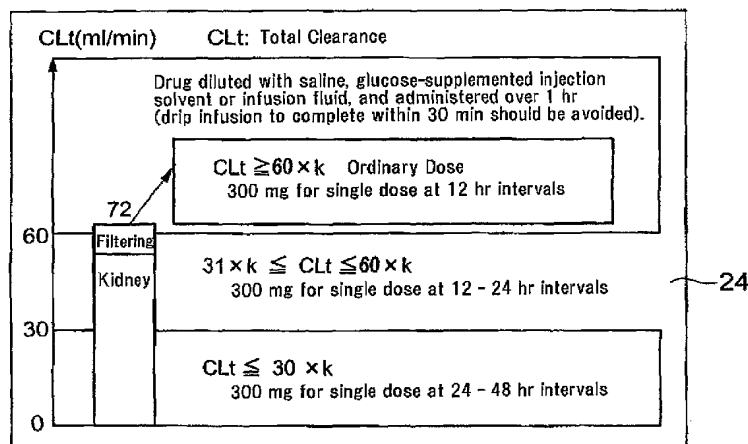 CLt(ml/min) CLt: Total Clearance
Drug diluted with saline, glucose-supplemented injection
solvent or infusion fluid, and administered over 1 hr
(drip infusion to complete within 30 min should be avoided).
CLt ≧60×k Ordinary Dose
300 mg for single dose at 12 hr intervals
72
60
Filtering
Kidney
31×k ≦ CLt ≦60×k
300 mg for single dose at 12 - 24 hr intervals
24
30
CLt ≦ 30 ×k
300 mg for single dose at 24 - 48 hr intervals
0